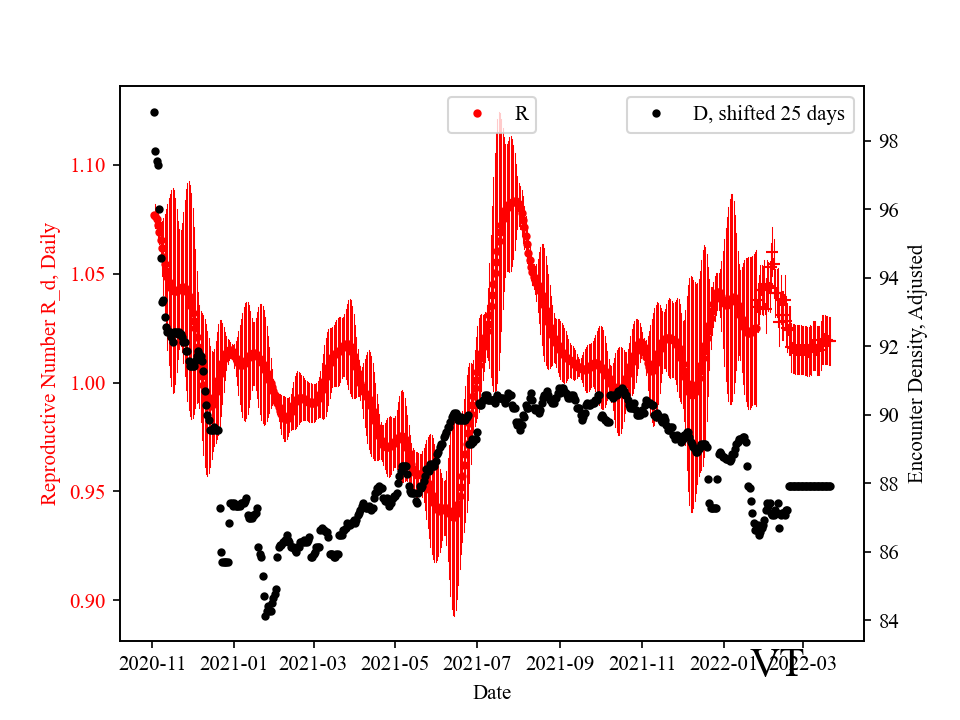 R
D, shifted 25 days
Reproductive Number R_d, Daily
1.10
1.05
1.00
0.95
0.90
98
96
94
92
90
88
86
84
Encounter Density, Adjusted
2020-11 2021-01 2021-03 2021-05 2021-07 2021-09 2021-11 2022-01 2022-03
VT
Date